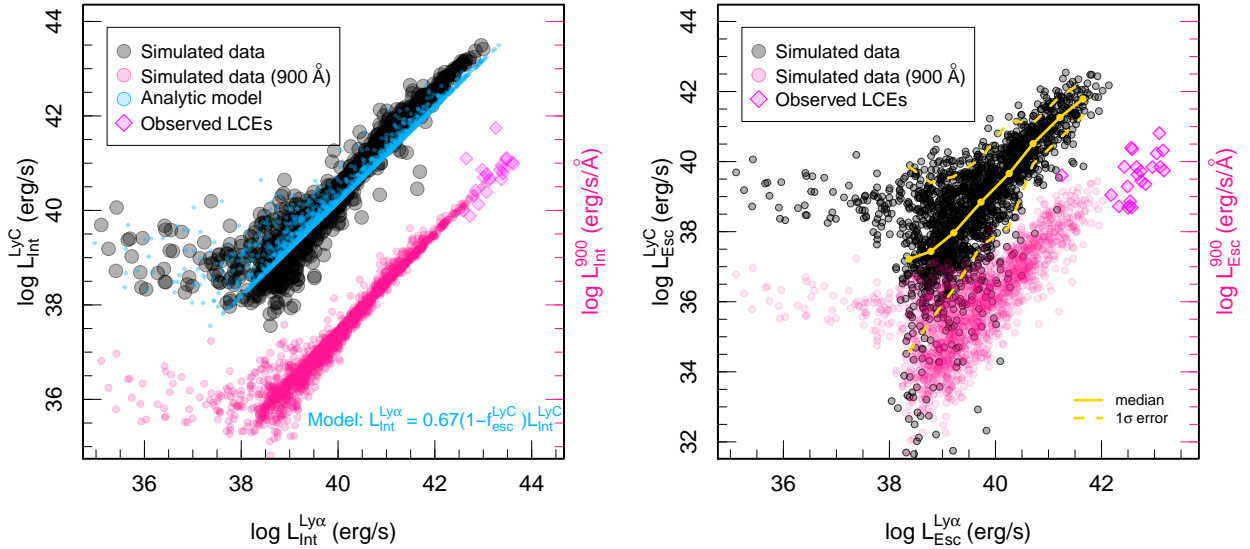 44
42
40
38
36
log L_Int^LyC (erg/s)
Simulated data
Simulated data (900 Å)
Analytic model
Observed LCEs
Model: L_Int^Lyα = 0.67(1−f_esc^LyC)L_Int^LyC
log L_Int^900 (erg/s/Å)
36 38 40 42 44
log L_Int^Lyα (erg/s)
44
42
40
38
36
34
32
log L_Esc^LyC (erg/s)
Simulated data
Simulated data (900 Å)
Observed LCEs
median
1σ error
log L_Esc^900 (erg/s/Å)
36 38 40 42
log L_Esc^Lyα (erg/s)